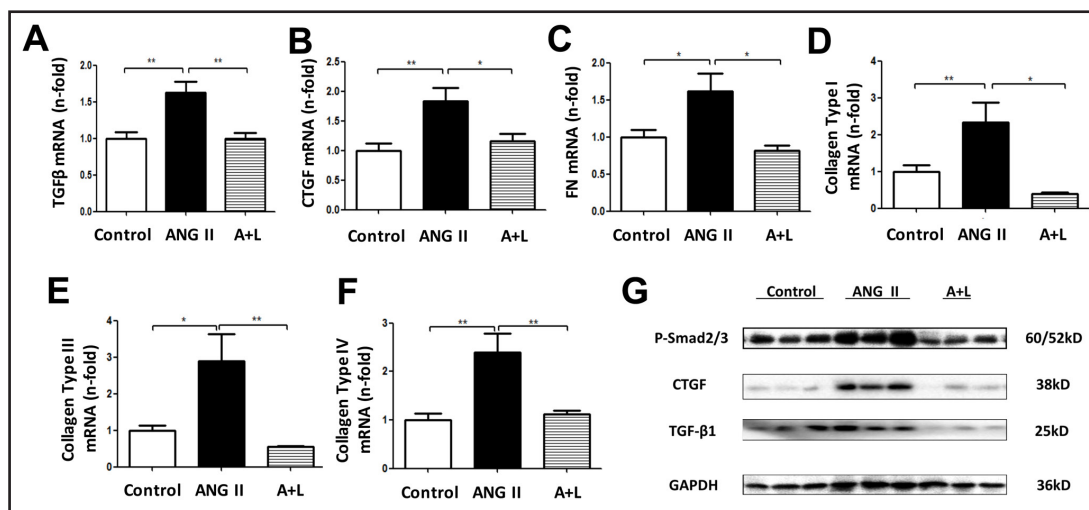 A
TGFβ mRNA (n-fold)
2.0
1.5
1.0
0.5
0.0
** **
Control ANG II A+L
B
CTGF mRNA (n-fold)
2.5
2.0
1.5
1.0
0.5
0.0
** *
Control ANG II A+L
C
FN mRNA (n-fold)
2.0
1.5
1.0
0.5
0.0
* *
Control ANG II A+L
D
Collagen Type I
mRNA (n-fold)
4
3
2
1
0
** *
Control ANG II A+L
E
Collagen Type III
mRNA (n-fold)
4
3
2
1
0
* **
Control ANG II A+L
F
Collagen Type IV
mRNA (n-fold)
3
2
1
0
** **
Control ANG II A+L
G
Control ANG II A+L
P-Smad2/3 60/52kD
CTGF 38kD
TGF-β1 25kD
GAPDH 36kD